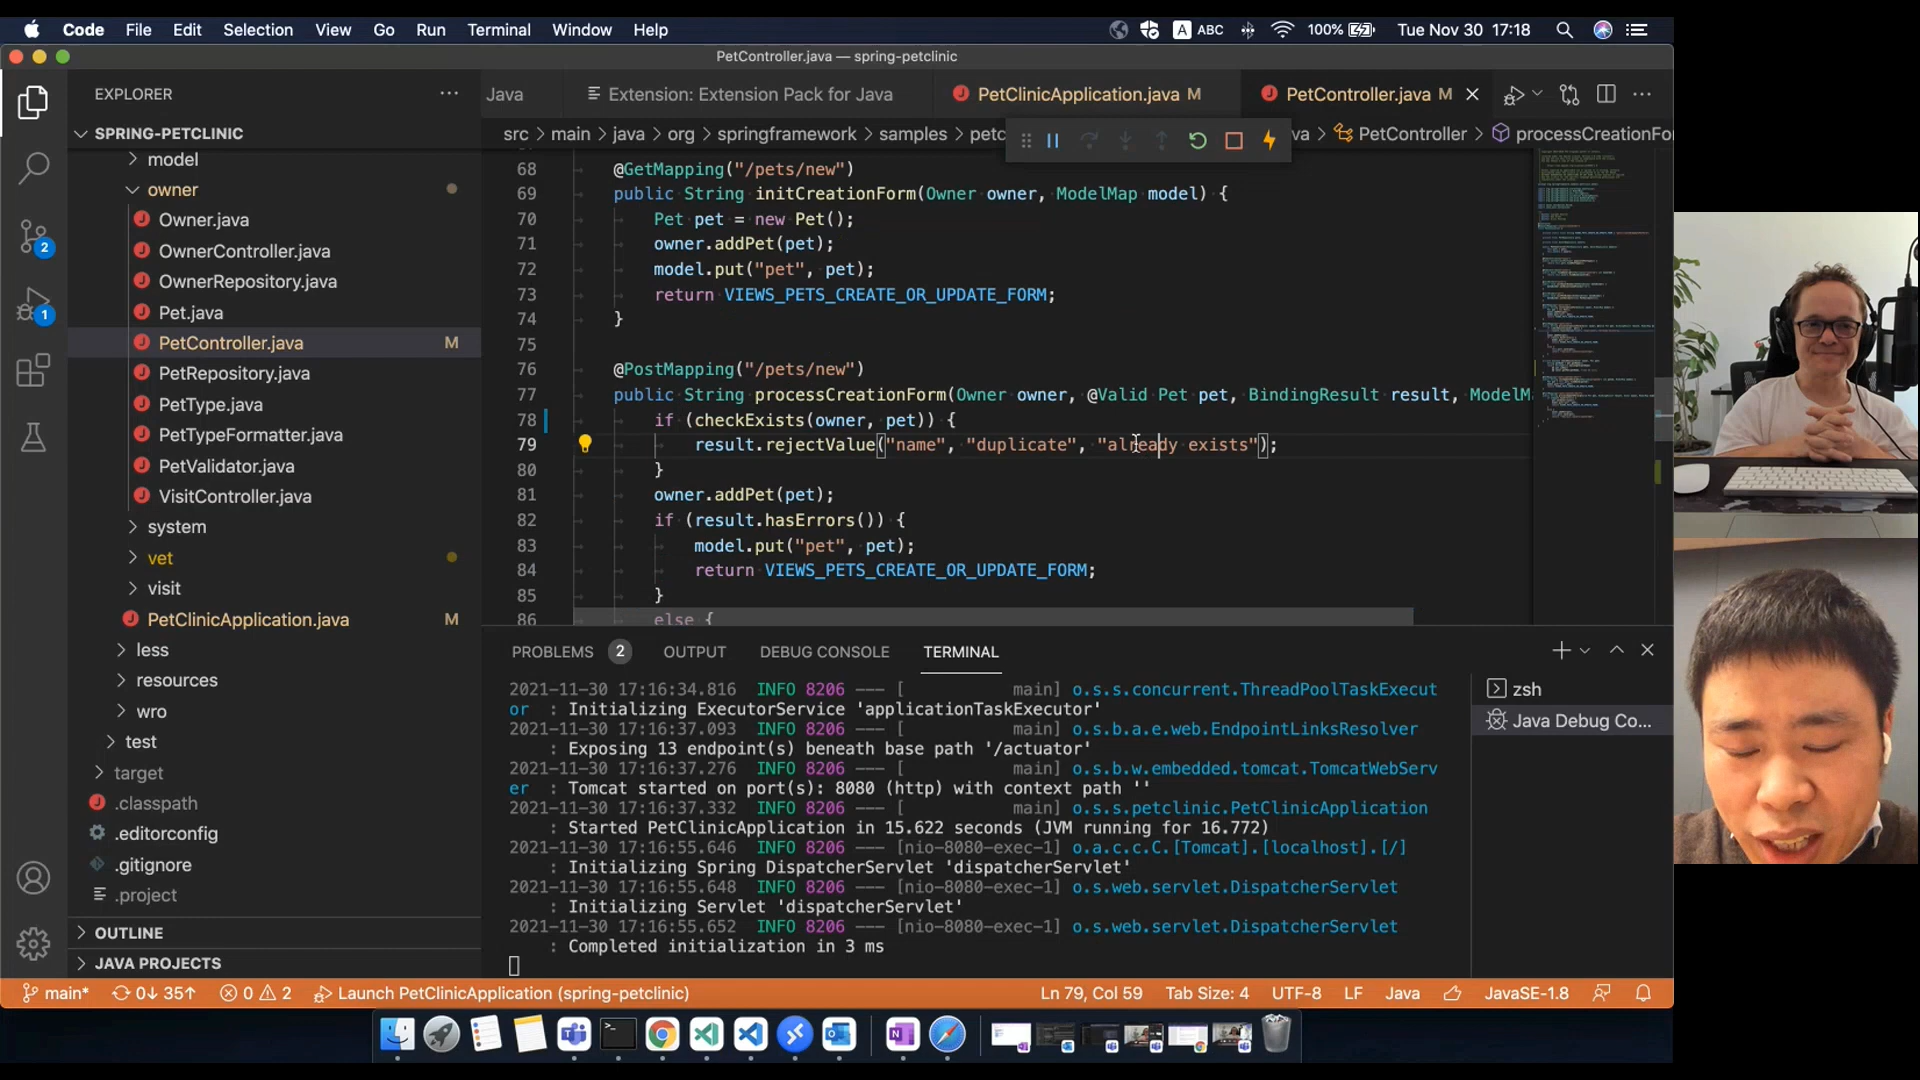 Code File Edit Selection View Go Run Terminal Window Help A ABC 100% Tue Nov 30 17:18
PetController.java — spring-petclinic
EXPLORER ···
Java Extension: Extension Pack for Java PetClinicApplication.java M PetController.java M
SPRING-PETCLINIC
src > main > java > org > springframework > samples > petc va > PetController > processCreationFo
model
owner
Owner.java
OwnerController.java
OwnerRepository.java
Pet.java
PetController.java M
PetRepository.java
PetType.java
PetTypeFormatter.java
PetValidator.java
VisitController.java
system
vet
visit
PetClinicApplication.java M
less
resources
wro
test
target
.classpath
.editorconfig
.gitignore
.project
OUTLINE
JAVA PROJECTS
2
1
68 @GetMapping("/pets/new")
69 public String initCreationForm(Owner owner, ModelMap model) {
70 Pet pet = new Pet();
71 owner.addPet(pet);
72 model.put("pet", pet);
73 return VIEWS_PETS_CREATE_OR_UPDATE_FORM;
74 }
75
76 @PostMapping("/pets/new")
77 public String processCreationForm(Owner owner, @Valid Pet pet, BindingResult result, ModelMa
78 if (checkExists(owner, pet)) {
79 result.rejectValue("name", "duplicate", "already exists");
80 }
81 owner.addPet(pet);
82 if (result.hasErrors()) {
83 model.put("pet", pet);
84 return VIEWS_PETS_CREATE_OR_UPDATE_FORM;
85 }
86 else {
PROBLEMS 2 OUTPUT DEBUG CONSOLE TERMINAL
2021-11-30 17:16:34.816 INFO 8206 --- [ main] o.s.s.concurrent.ThreadPoolTaskExecut
or : Initializing ExecutorService 'applicationTaskExecutor'
2021-11-30 17:16:37.093 INFO 8206 --- [ main] o.s.b.a.e.web.EndpointLinksResolver
: Exposing 13 endpoint(s) beneath base path '/actuator'
2021-11-30 17:16:37.276 INFO 8206 --- [ main] o.s.b.w.embedded.tomcat.TomcatWebServ
er : Tomcat started on port(s): 8080 (http) with context path ''
2021-11-30 17:16:37.332 INFO 8206 --- [ main] o.s.s.petclinic.PetClinicApplication
: Started PetClinicApplication in 15.622 seconds (JVM running for 16.772)
2021-11-30 17:16:55.646 INFO 8206 --- [nio-8080-exec-1] o.a.c.c.C.[Tomcat].[localhost].[/]
: Initializing Spring DispatcherServlet 'dispatcherServlet'
2021-11-30 17:16:55.648 INFO 8206 --- [nio-8080-exec-1] o.s.web.servlet.DispatcherServlet
: Initializing Servlet 'dispatcherServlet'
2021-11-30 17:16:55.652 INFO 8206 --- [nio-8080-exec-1] o.s.web.servlet.DispatcherServlet
: Completed initialization in 3 ms
zsh
Java Debug Co...
main* 0↓ 35↑ 0 2 Launch PetClinicApplication (spring-petclinic) Ln 79, Col 59 Tab Size: 4 UTF-8 LF Java JavaSE-1.8